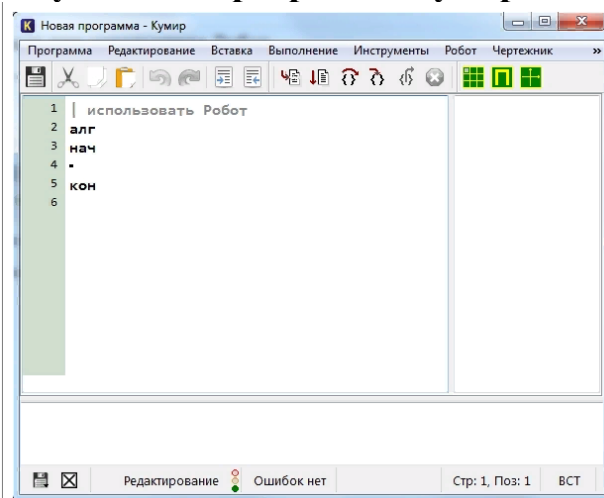 Новая программа - Кумир
Программа Редактирование Вставка Выполнение Инструменты Робот Чертежник »
1 | использовать Робот
2 алг
3 нач
4 .
5 кон
6
Редактирование Ошибок нет Стр: 1, Поз: 1 ВСТ